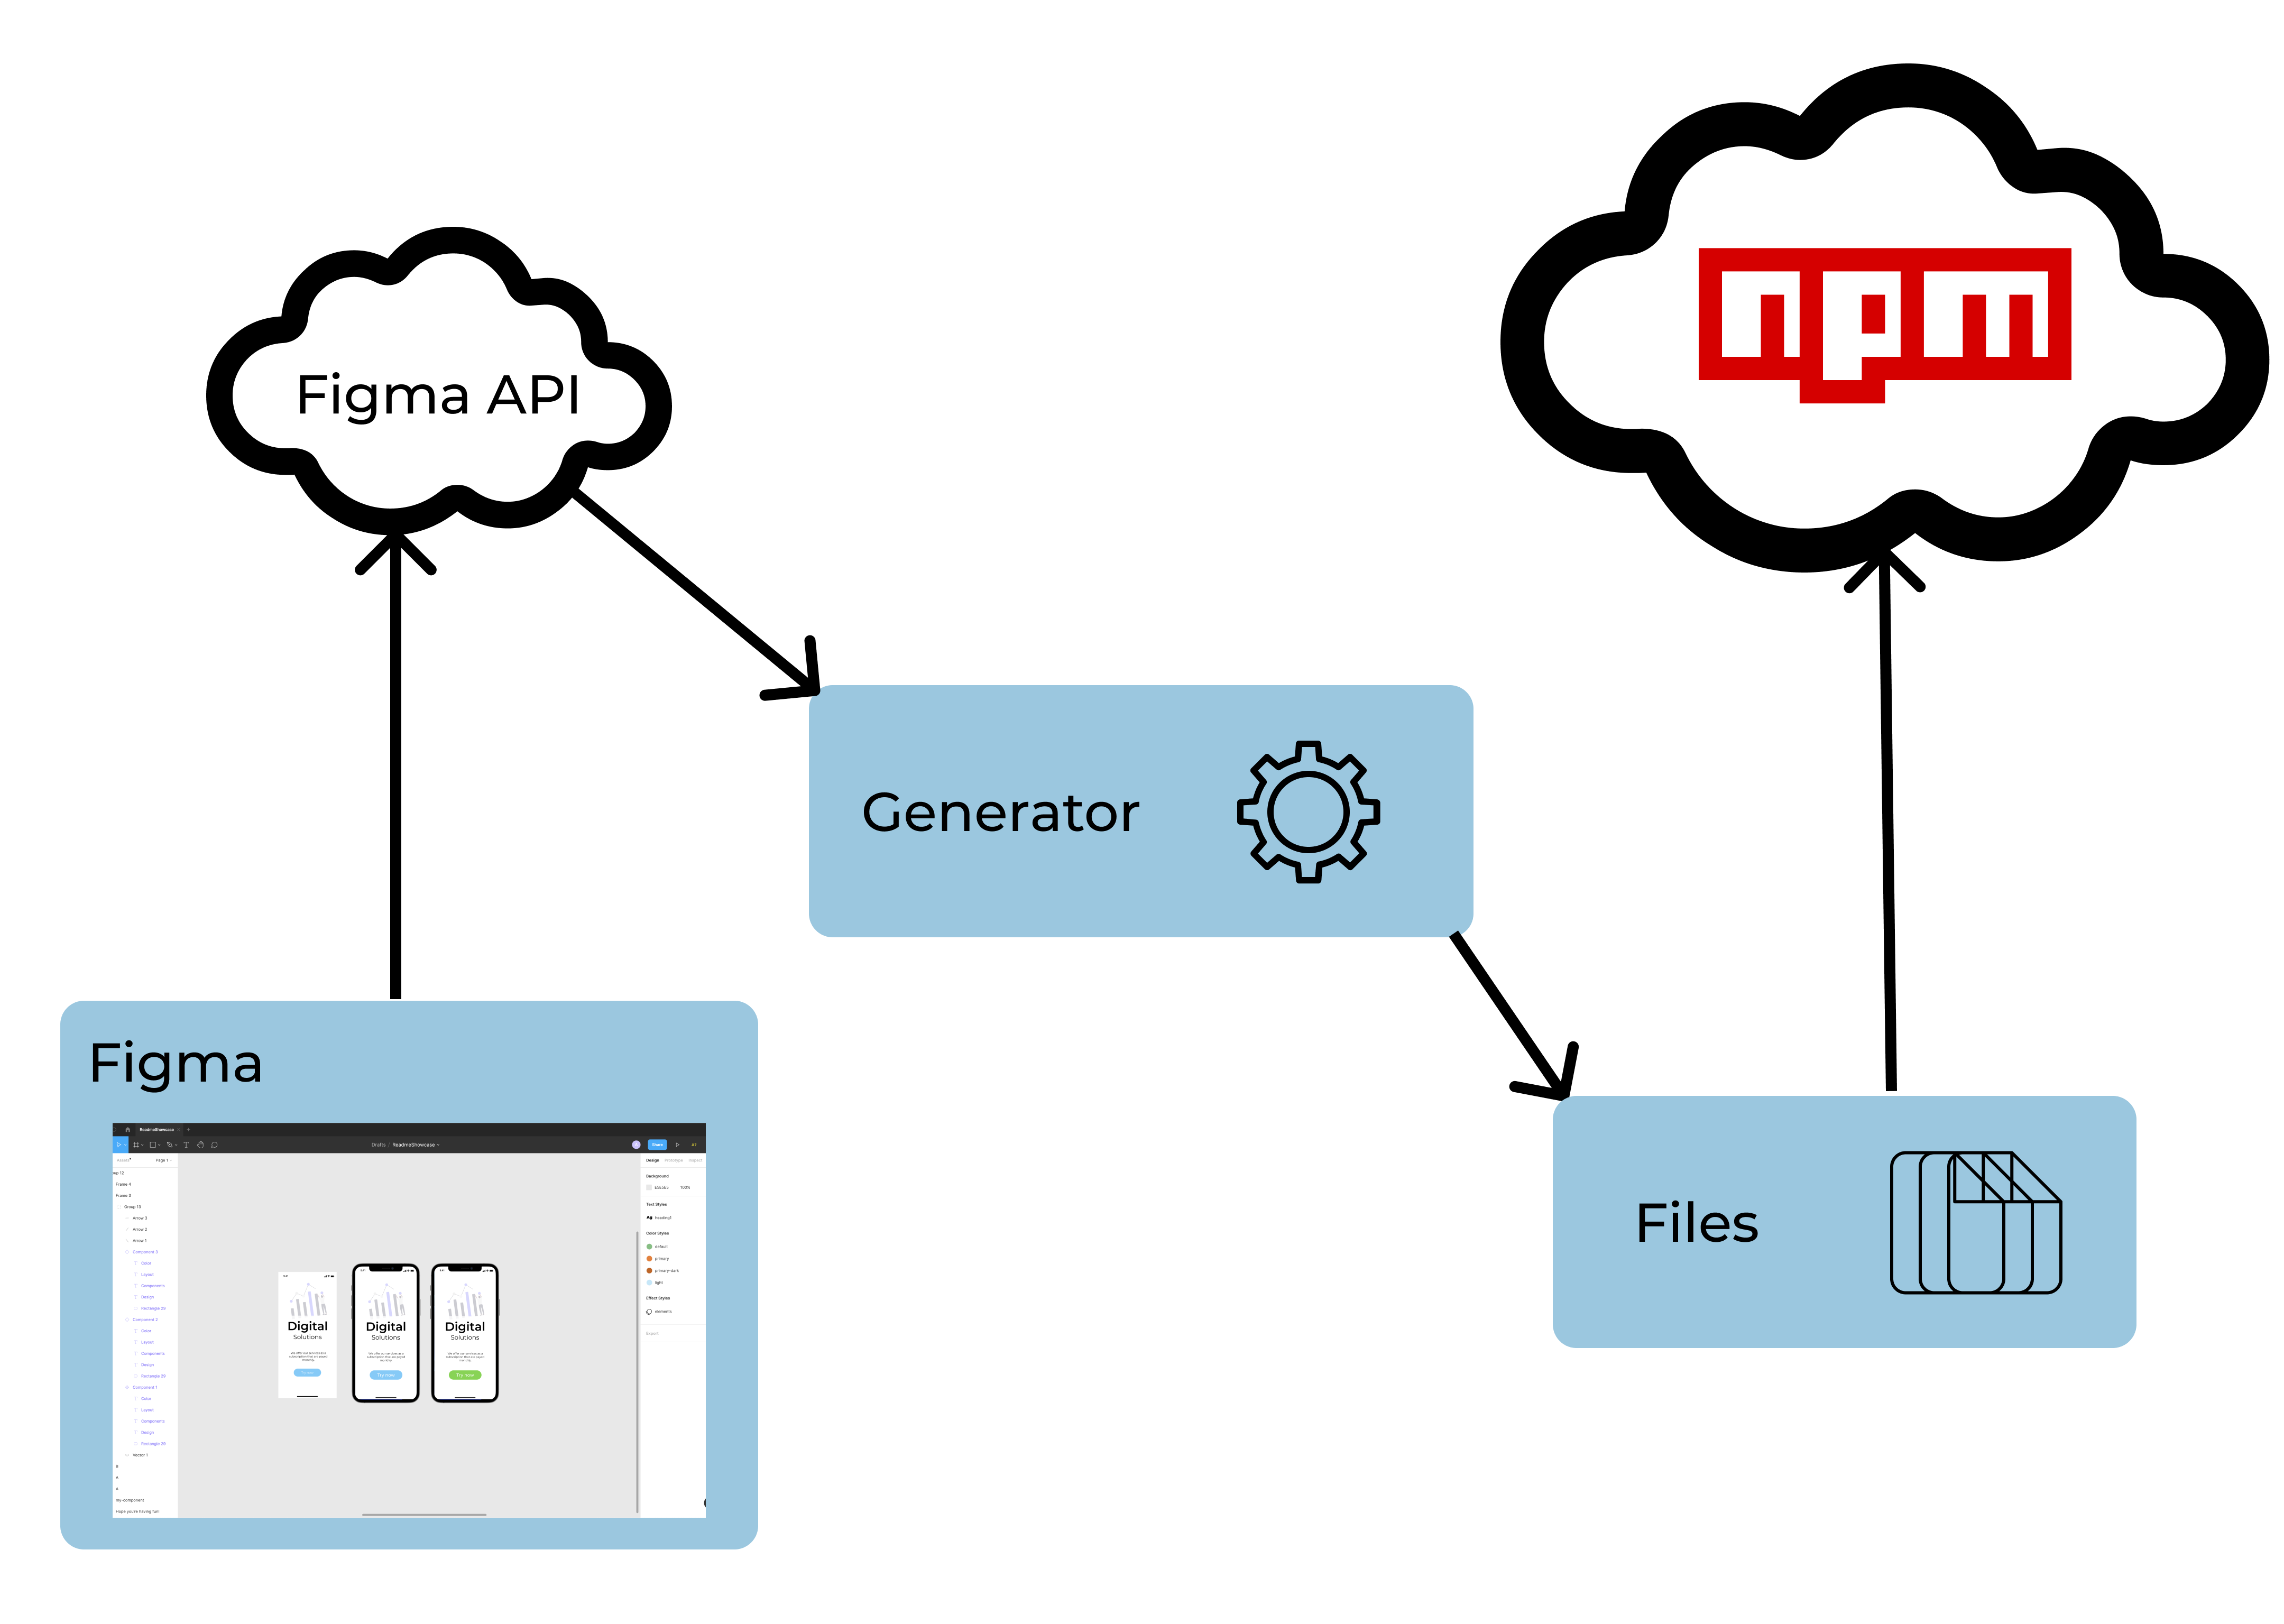 npm
Figma API
Generator
Figma
ReadmeShowcase
Drafts / ReadmeShowcase
Share
Page 1
Design Prototype Inspect
Frame 4
Frame 3
Group 13
Arrow 3
Arrow 2
Arrow 1
Component 3
Color
Layout
Components
Design
Rectangle 29
Component 2
Color
Layout
Components
Design
Rectangle 29
Component 1
Color
Layout
Components
Design
Rectangle 29
Vector 1
B
A
my-component
Hope you're having fun!
Digital
Solutions
Digital
Solutions
Try now
Digital
Solutions
Try now
Background
E5E5E5 100%
Text Styles
Ag heading1
Color Styles
default
primary
primary-dark
light
Effect Styles
elements
Export
Files